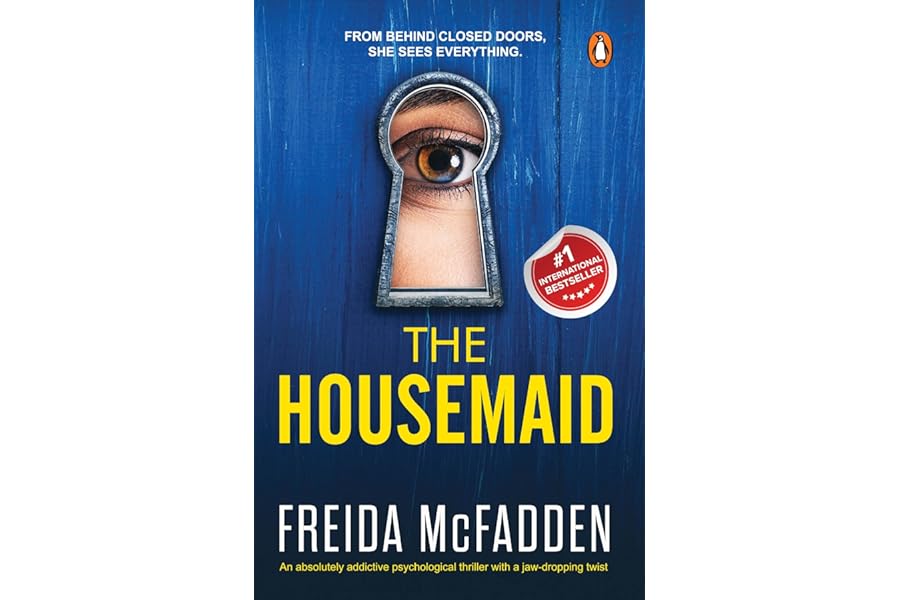 FROM BEHIND CLOSED DOORS,
SHE SEES EVERYTHING.
#1
INTERNATIONAL
BESTSELLER
THE
HOUSEMAID
FREIDA McFADDEN
An absolutely addictive psychological thriller with a jaw-dropping twist